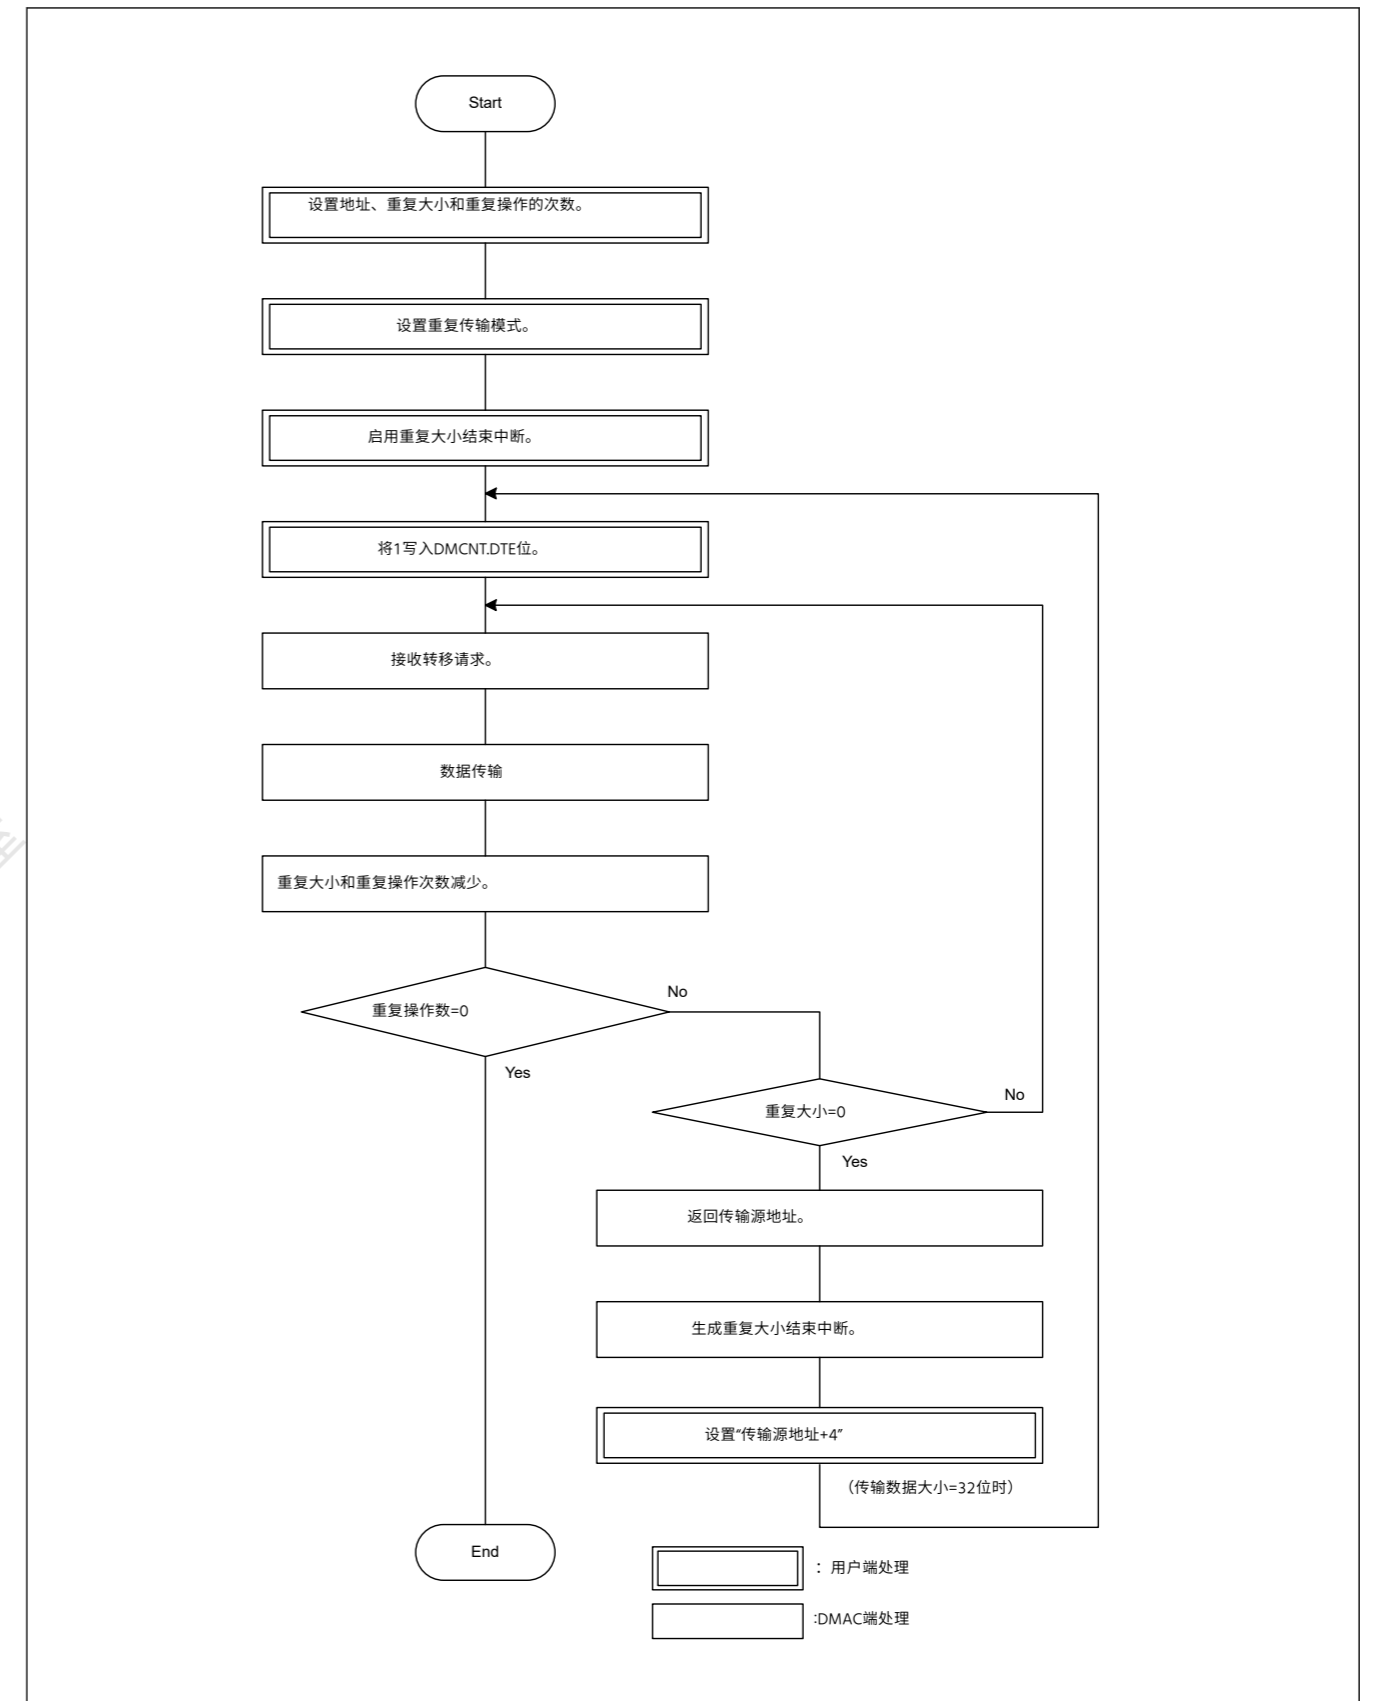 Start
设置地址、重复大小和重复操作的次数。
设置重复传输模式。
启用重复大小结束中断。
将1写入DMCNT.DTE位。
接收转移请求。
数据传输
重复大小和重复操作次数减少。
重复操作数=0
No
Yes
重复大小=0
No
Yes
返回传输源地址。
生成重复大小结束中断。
设置“传输源地址+4”
（传输数据大小=32位时）
End
：用户端处理
:DMAC端处理